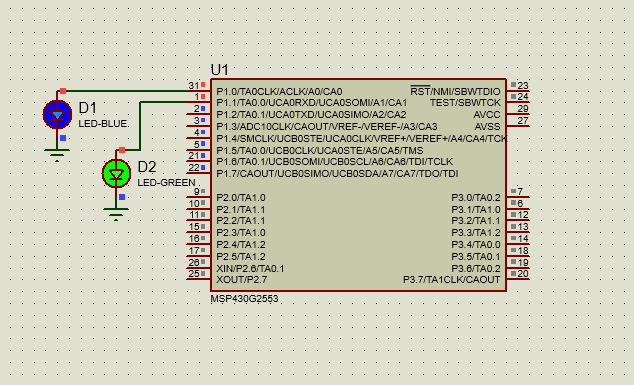 U1
31 P1.0/TA0CLK/ACLK/A0/CA0 RST/NMI/SBWTDIO 23
1 P1.1/TA0.0/UCA0RXD/UCA0SOMI/A1/CA1 TEST/SBWTCK 24
2 P1.2/TA0.1/UCA0TXD/UCA0SIMO/A2/CA2 AVCC 29
3 P1.3/ADC10CLK/CAOUT/VREF-/VEREF-/A3/CA3 AVSS 27
4 P1.4/SMCLK/UCB0STE/UCA0CLK/VREF+/VEREF+/A4/CA4/TCK
5 P1.5/TA0.0/UCB0CLK/UCA0STE/A5/CA5/TMS
21 P1.6/TA0.1/UCB0SOMI/UCB0SCL/A6/CA6/TDI/TCLK
22 P1.7/CAOUT/UCB0SIMO/UCB0SDA/A7/CA7/TDO/TDI
9 P2.0/TA1.0 P3.0/TA0.2 7
10 P2.1/TA1.1 P3.1/TA1.0 6
11 P2.2/TA1.1 P3.2/TA1.1 12
15 P2.3/TA1.0 P3.3/TA1.2 13
16 P2.4/TA1.2 P3.4/TA0.0 14
17 P2.5/TA1.2 P3.5/TA0.1 18
26 XIN/P2.6/TA0.1 P3.6/TA0.2 19
25 XOUT/P2.7 P3.7/TA1CLK/CAOUT 20
MSP430G2553
D1
LED-BLUE
D2
LED-GREEN